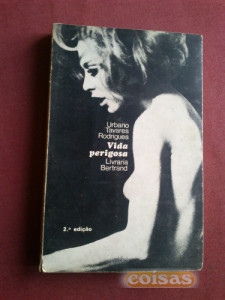 Urbano
Tavares
Rodrigues
Vida
perigosa
Livraria
Bertrand
2.ª edição
coisas